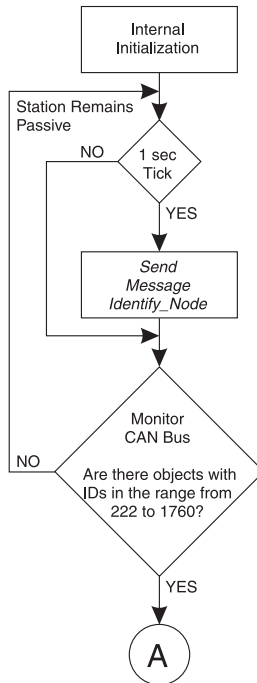 Internal
Initialization
Station Remains
Passive
NO
1 sec
Tick
YES
Send
Message
Identify_Node
Monitor
CAN Bus
NO
Are there objects with
IDs in the range from
222 to 1760?
YES
A